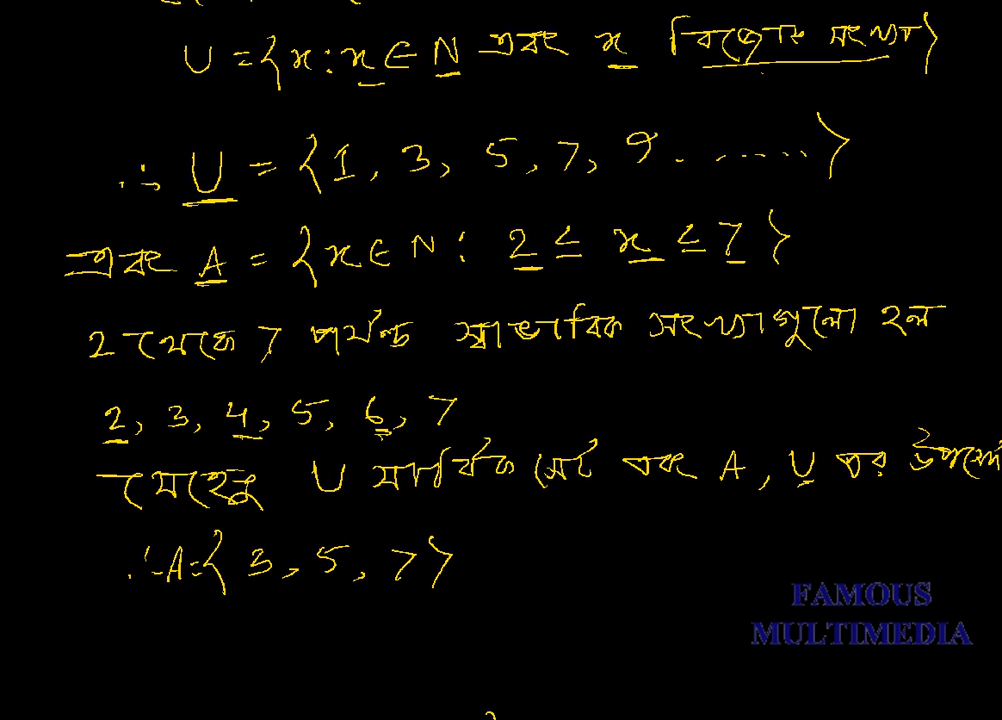 U = {x : x ∈ N এবং x বিজোড় সংখ্যা}
∴ U = {1, 3, 5, 7, 9 .......}
এবং A = {x ∈ N : 2 ≤ x ≤ 7}
2 থেকে 7 পর্যন্ত স্বাভাবিক সংখ্যাগুলো হল
2, 3, 4, 5, 6, 7
যেহেতু U সার্বিক সেট এবং A, U এর উপসেট
∴ A = {3, 5, 7}
FAMOUS
MULTIMEDIA